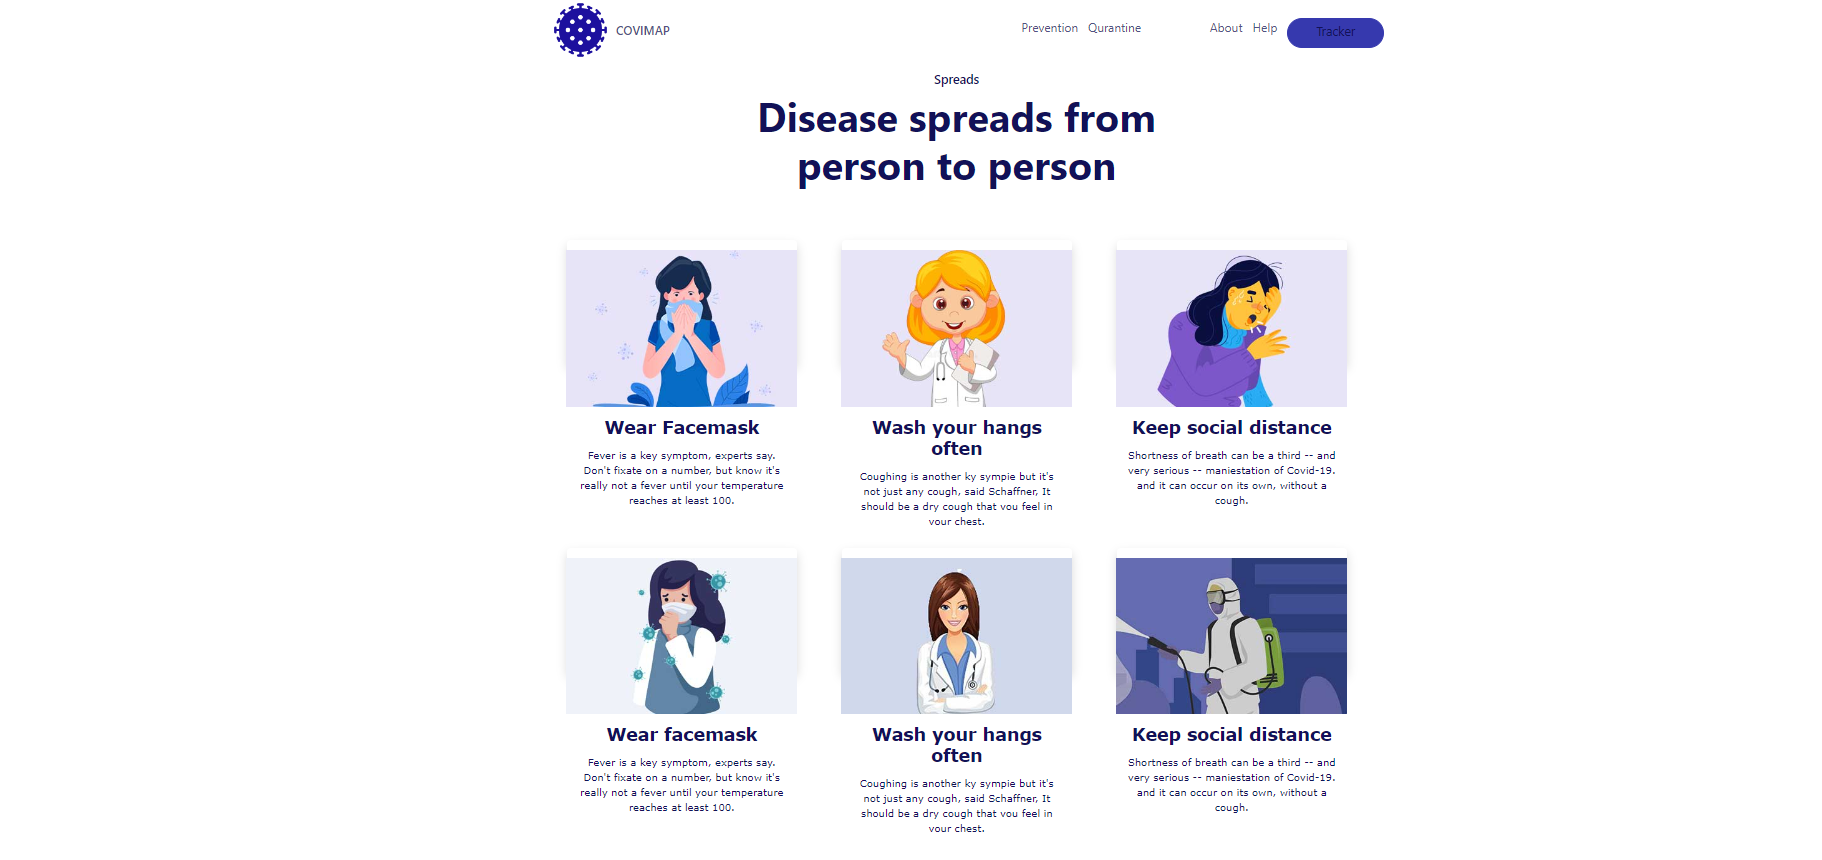 COVIMAP
Prevention Qurantine About Help Tracker
Spreads
Disease spreads from
person to person
Wear Facemask
Fever is a key symptom, experts say.
Don't fixate on a number, but know it's
really not a fever until your temperature
reaches at least 100.
Wash your hangs
often
Coughing is another ky sympie but it's
not just any cough, said Schaffner, It
should be a dry cough that vou feel in
vour chest.
Keep social distance
Shortness of breath can be a third -- and
very serious -- maniestation of Covid-19.
and it can occur on its own, without a
cough.
Wear facemask
Fever is a key symptom, experts say.
Don't fixate on a number, but know it's
really not a fever until your temperature
reaches at least 100.
Wash your hangs
often
Coughing is another ky sympie but it's
not just any cough, said Schaffner, It
should be a dry cough that vou feel in
vour chest.
Keep social distance
Shortness of breath can be a third -- and
very serious -- maniestation of Covid-19.
and it can occur on its own, without a
cough.